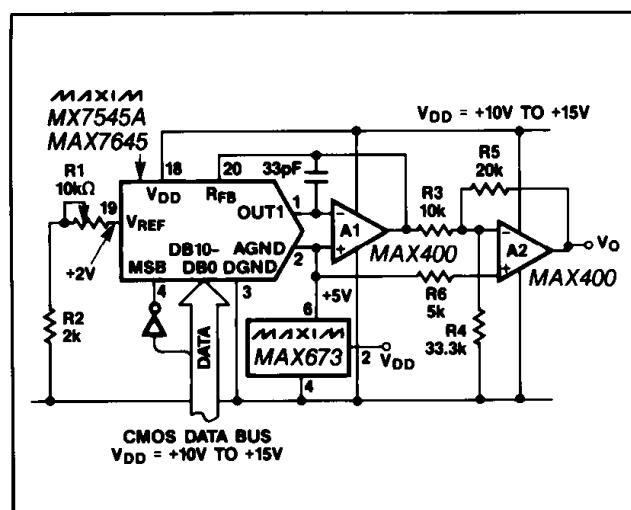 MAXIM
MX7545A
MAX7645
VDD = +10V TO +15V
R1
10kΩ
19
18
20
33pF
R5
20k
VDD
RFB
R3
10k
VREF
OUT1
1
−
A1
+
+2V
DB10-
AGND
2
MSB
DB0
DGND
MAX400
−
A2
+
VO
MAX400
4
3
+5V
R6
5k
R2
2k
6
MAXIM
MAX673
2
VDD
R4
33.3k
4
DATA
CMOS DATA BUS
VDD = +10V TO +15V